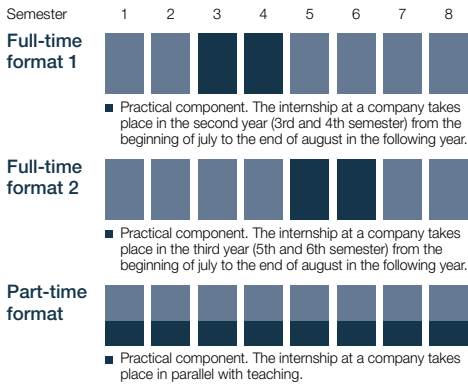 Semester 1 2 3 4 5 6 7 8
Full-time
format 1
Practical component. The internship at a company takes
place in the second year (3rd and 4th semester) from the
beginning of july to the end of august in the following year.
Full-time
format 2
Practical component. The internship at a company takes
place in the third year (5th and 6th semester) from the
beginning of july to the end of august in the following year.
Part-time
format
Practical component. The internship at a company takes
place in parallel with teaching.